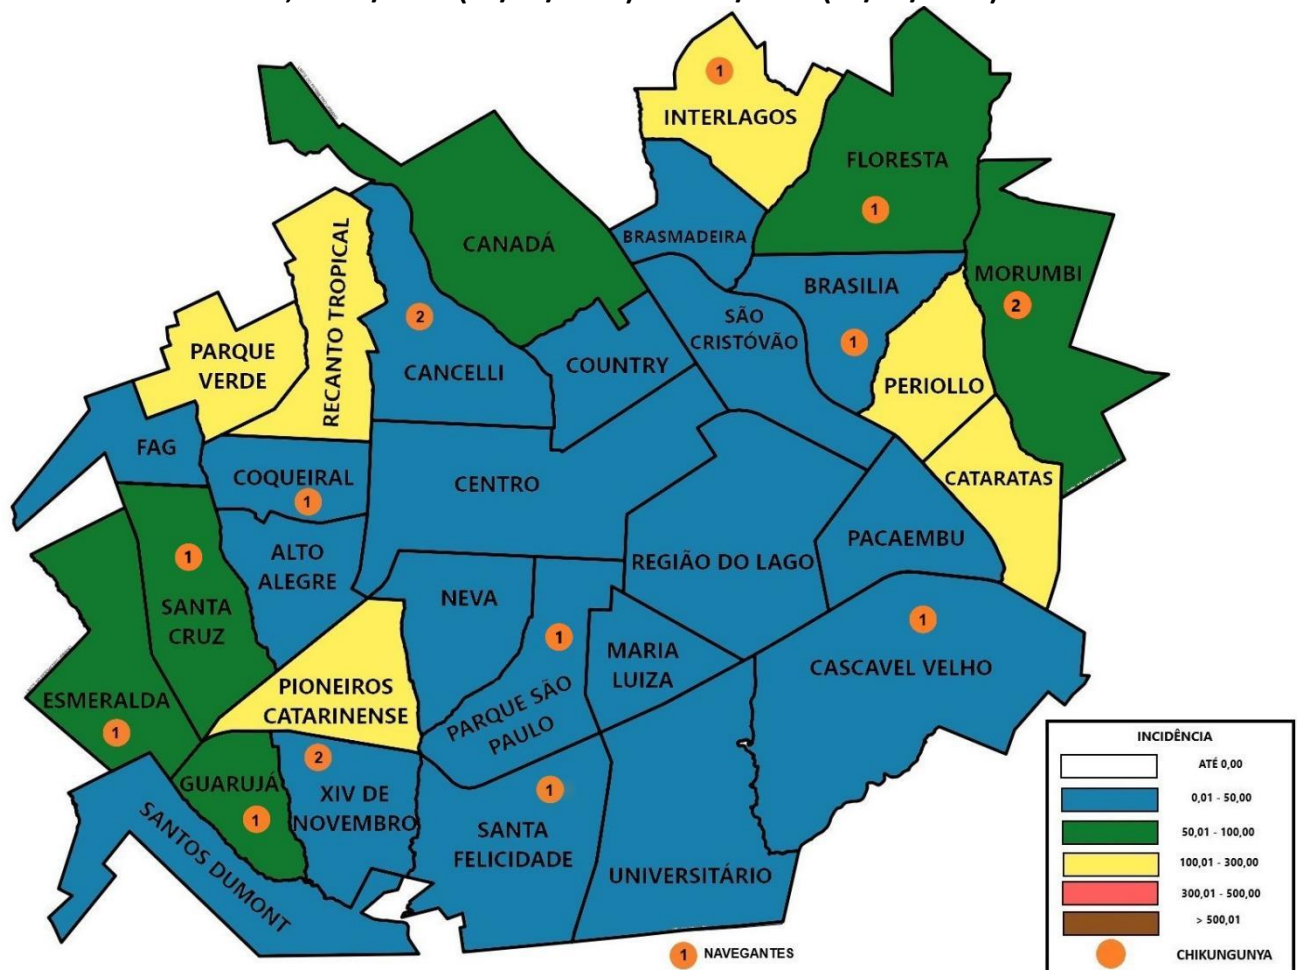 1
INTERLAGOS
FLORESTA
1
CANADÁ
BRASMADEIRA
MORUMBI
2
BRASILIA
1
SÃO
CRISTÓVÃO
RECANTO TROPICAL
2
CANCELLI
COUNTRY
PARQUE
VERDE
PERIOLLO
FAG
COQUEIRAL
1
CENTRO
CATARATAS
PACAEMBU
REGIÃO DO LAGO
ALTO
ALEGRE
1
SANTA
CRUZ
NEVA
1
PARQUE SÃO
PAULO
MARIA
LUIZA
1
CASCAVEL VELHO
PIONEIROS
CATARINENSE
ESMERALDA
1
GUARUJÁ
1
2
XIV DE
NOVEMBRO
1
SANTA
FELICIDADE
UNIVERSITÁRIO
SANTOS DUMONT
1 NAVEGANTES
INCIDÊNCIA
ATÉ 0,00
0,01 - 50,00
50,01 - 100,00
100,01 - 300,00
300,01 - 500,00
> 500,01
CHIKUNGUNYA